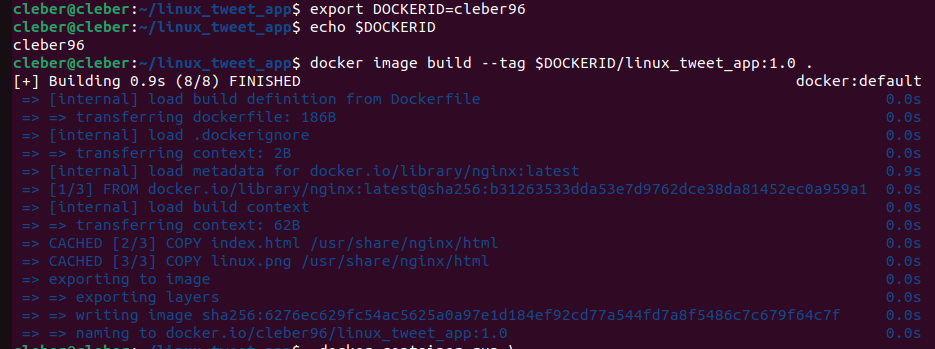 cleber@cleber:~/linux_tweet_app$ export DOCKERID=cleber96
cleber@cleber:~/linux_tweet_app$ echo $DOCKERID
cleber96
cleber@cleber:~/linux_tweet_app$ docker image build --tag $DOCKERID/linux_tweet_app:1.0 .
[+] Building 0.9s (8/8) FINISHED docker:default
=> [internal] load build definition from Dockerfile 0.0s
=> => transferring dockerfile: 186B 0.0s
=> [internal] load .dockerignore 0.0s
=> => transferring context: 2B 0.0s
=> [internal] load metadata for docker.io/library/nginx:latest 0.9s
=> [1/3] FROM docker.io/library/nginx:latest@sha256:b31263533dda53e7d9762dce38da81452ec0a959a1 0.0s
=> [internal] load build context 0.0s
=> => transferring context: 62B 0.0s
=> CACHED [2/3] COPY index.html /usr/share/nginx/html 0.0s
=> CACHED [3/3] COPY linux.png /usr/share/nginx/html 0.0s
=> exporting to image 0.0s
=> => exporting layers 0.0s
=> => writing image sha256:6276ec629fc54ac5625a0a97e1d184ef92cd77a544fd7a8f5486c7c679f64c7f 0.0s
=> => naming to docker.io/cleber96/linux_tweet_app:1.0 0.0s
cleber@cleber:~/linux_tweet_app$ docker container run \